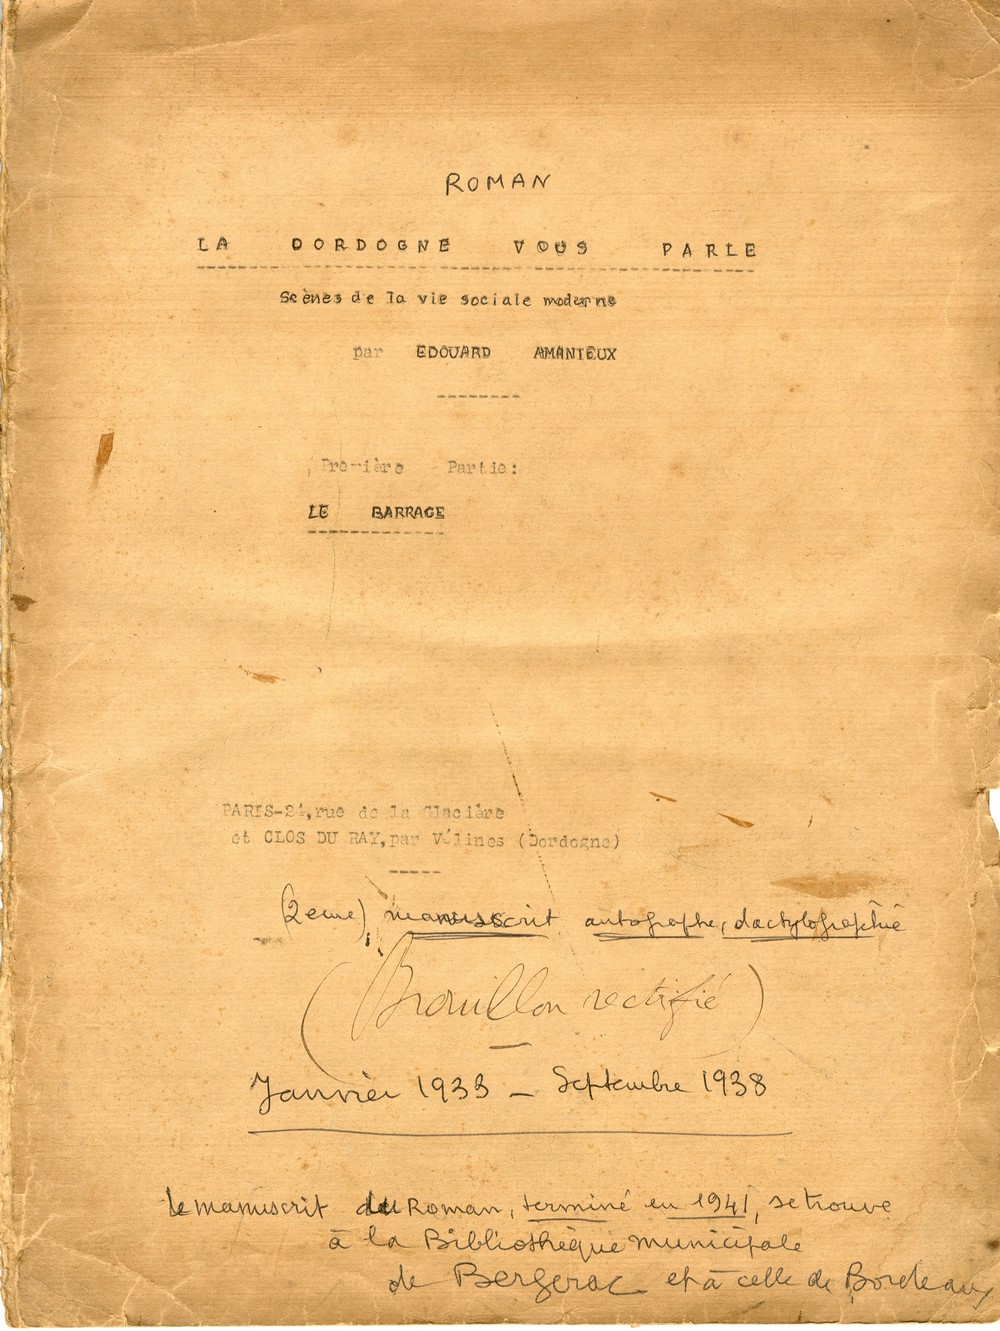 ROMAN
LA DORDOGNE VOUS PARLE
Scènes de la vie sociale moderne
par EDOUARD AMANIEUX
Première Partie:
LE BARRAGE
PARIS-24, rue de la Glacière
et CLOS DU RAY, par Vélines (Dordogne)
(2eme) manuscrit autographe, dactylographié
(Brouillon rectifié)
Janvier 1933 - Septembre 1938
le manuscrit du Roman, terminé en 1941, se trouve
à la Bibliothèque municipale
de Bergerac et à celle de Bordeaux